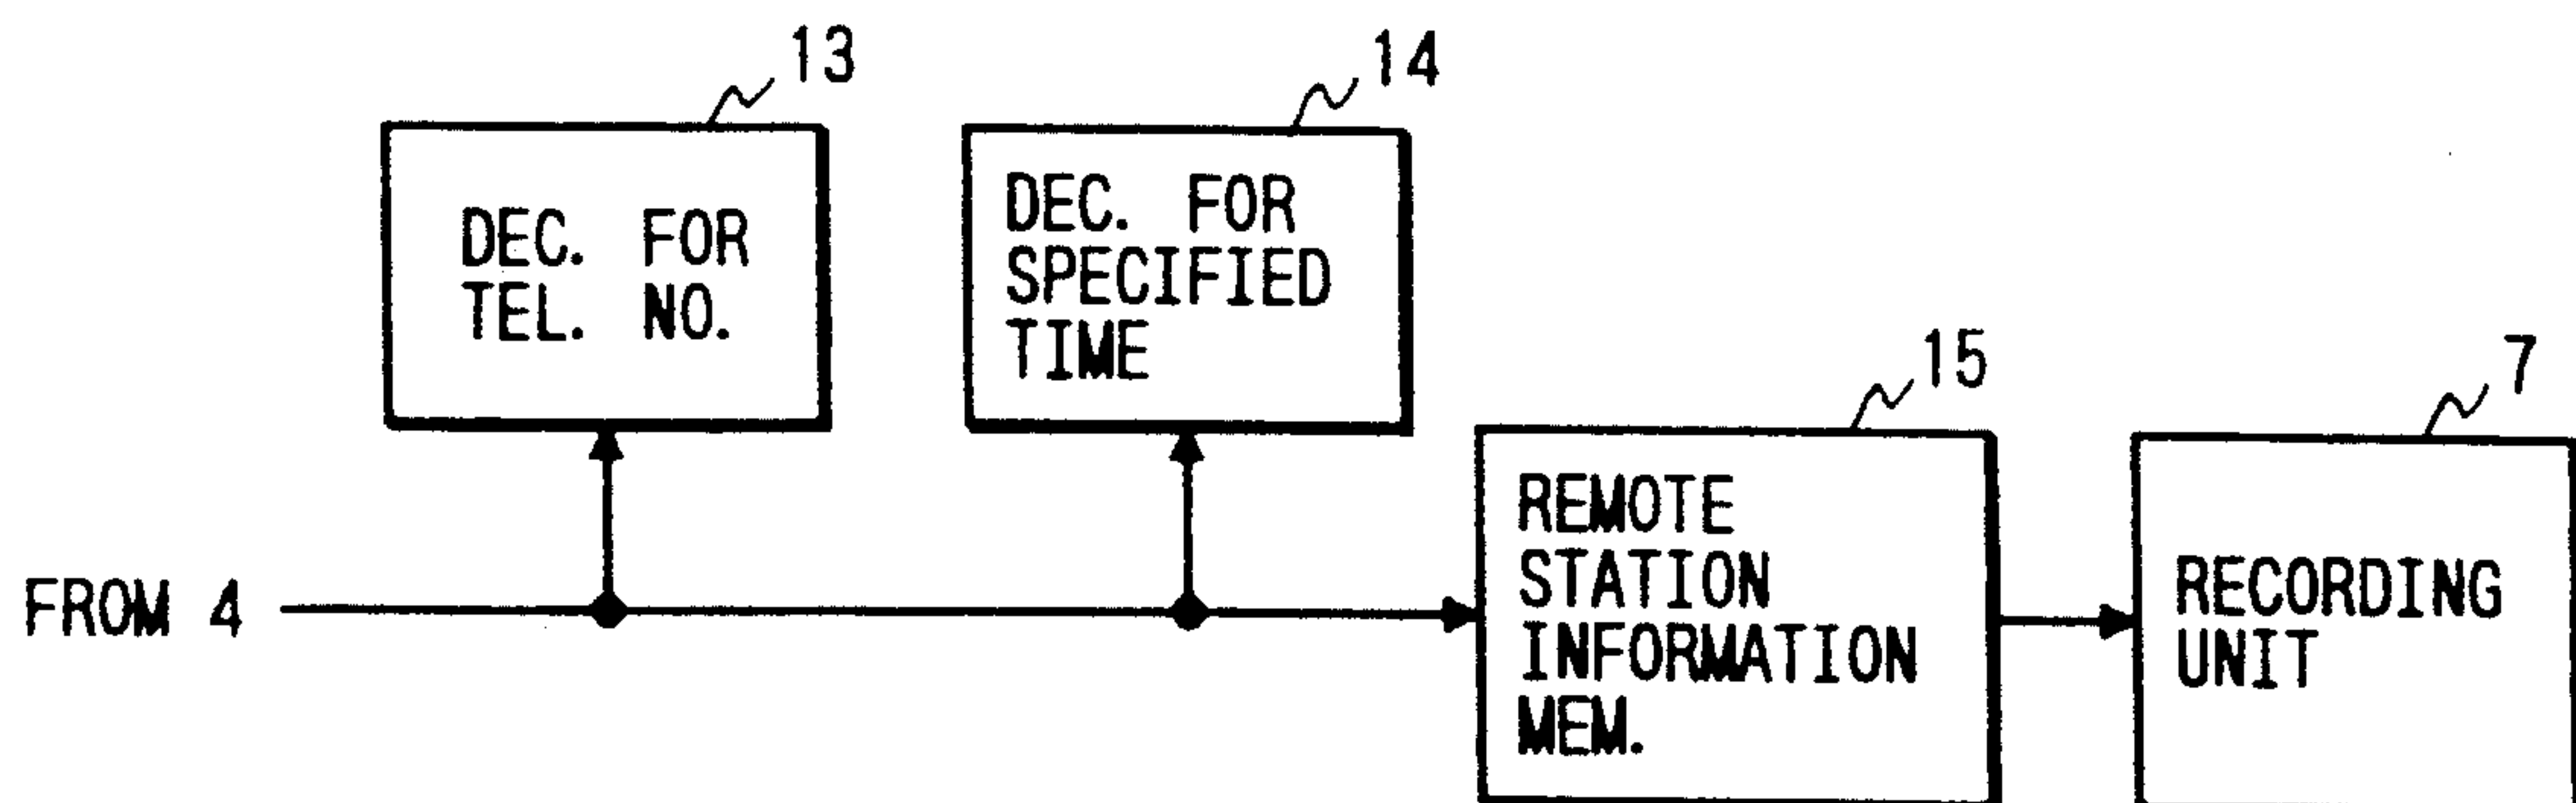 13
14
DEC. FOR
TEL. NO.
DEC. FOR
SPECIFIED
TIME
15
7
REMOTE
STATION
INFORMATION
MEM.
RECORDING
UNIT
FROM 4